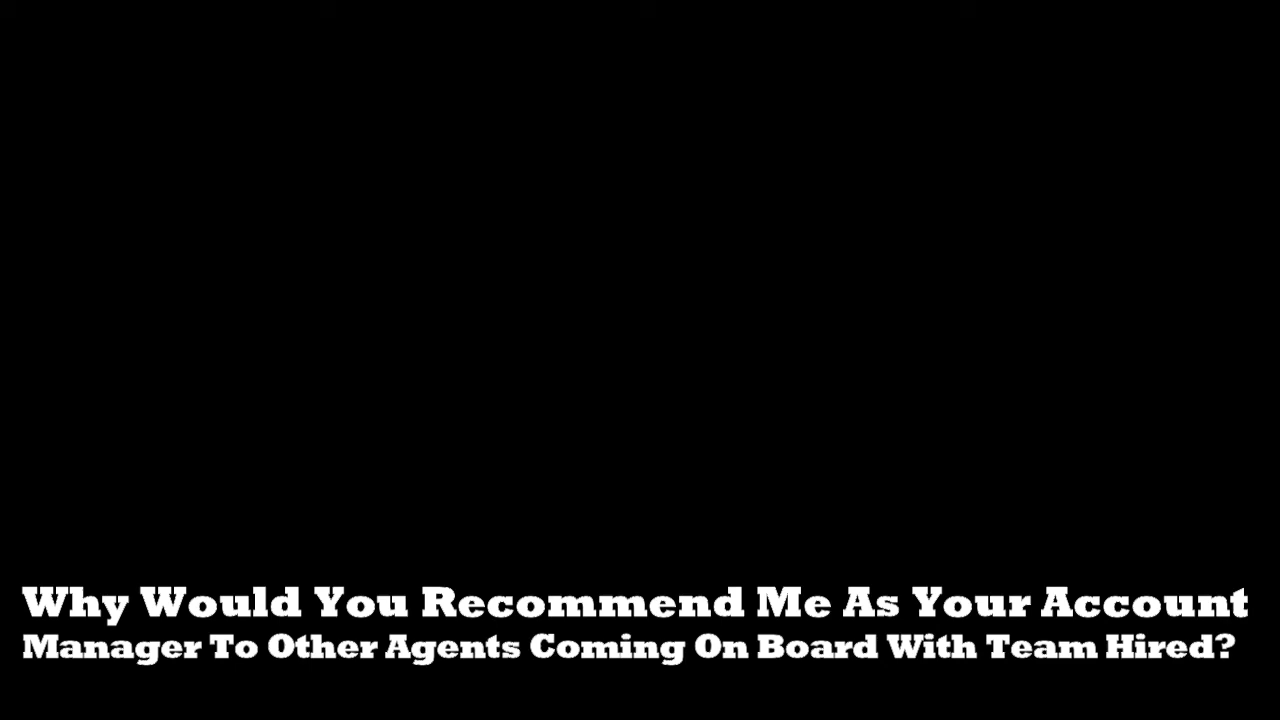 Why Would You Recommend Me As Your Account
Manager To Other Agents Coming On Board With Team Hired?